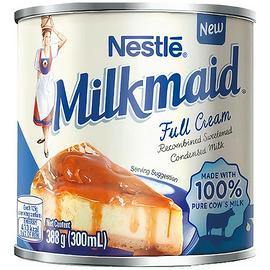 New
Nestlé
Milkmaid
Full Cream
Recombined Sweetened
Condensed Milk
Serving Suggestion
MADE WITH
100%
PURE COW'S MILK
Net Content
388g (300mL)